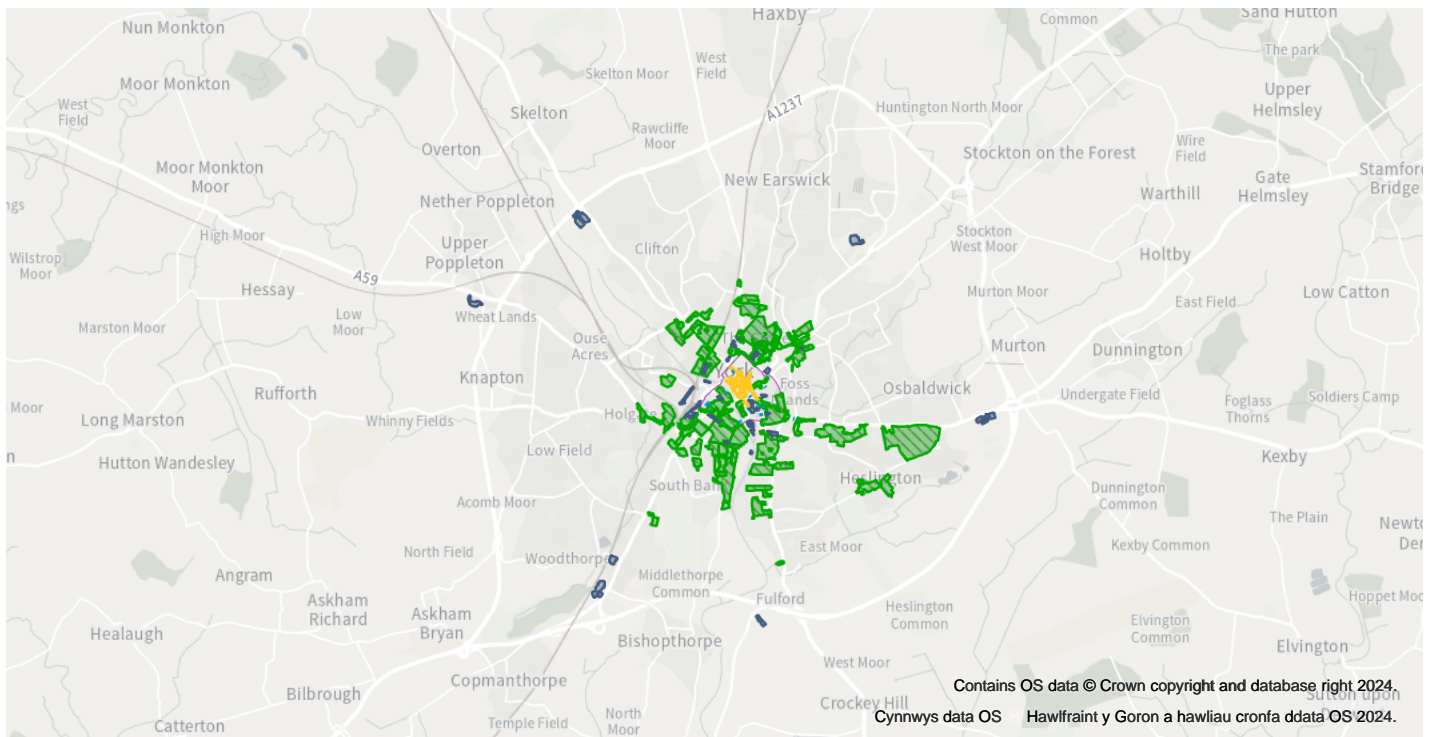 Haxby
Common
Sand Hutton
Nun Monkton
The park
West
Field
Skelton Moor
Moor Monkton
Upper
Helmsley
West
Field
Skelton
A1237
Huntington North Moor
Rawcliffe
Moor
Wire
Field
Overton
Stockton on the Forest
Moor Monkton
Moor
New Earswick
Gate
Helmsley
Stamford
Bridge
Warthill
Nether Poppleton
ngs
High Moor
Stockton
West Moor
Upper
Poppleton
Clifton
Holtby
Wilstrop
Moor
A59
Hessay
Murton Moor
East Field
Low Catton
Low
Moor
Wheat Lands
Marston Moor
Ouse
Acres
Murton
Dunnington
York
Knapton
Foss
Islands
Osbaldwick
Rufforth
Undergate Field
Soldiers Camp
Moor
Long Marston
Whinny Fields
Holgate
Foxglath
Thorns
n
Low Field
Kexby
Hutton Wandesley
Heslington
South Bank
Acomb Moor
Dunnington
Common
The Plain
East Moor
Kexby Common
North Field
Woodthorpe
Angram
Middlethorpe
Common
Fulford
Hoppet Moo
Askham
Richard
Askham
Bryan
Heslington
Common
Elvington
Common
Healaugh
Bishopthorpe
Elvington
West Moor
Copmanthorpe
Contains OS data © Crown copyright and database right 2024.
Bilbrough
Crockey Hill
Sutton upon
Cynnwys data OS Hawlfraint y Goron a hawliau cronfa ddata OS 2024.
Temple Field
North
Moor
Catterton